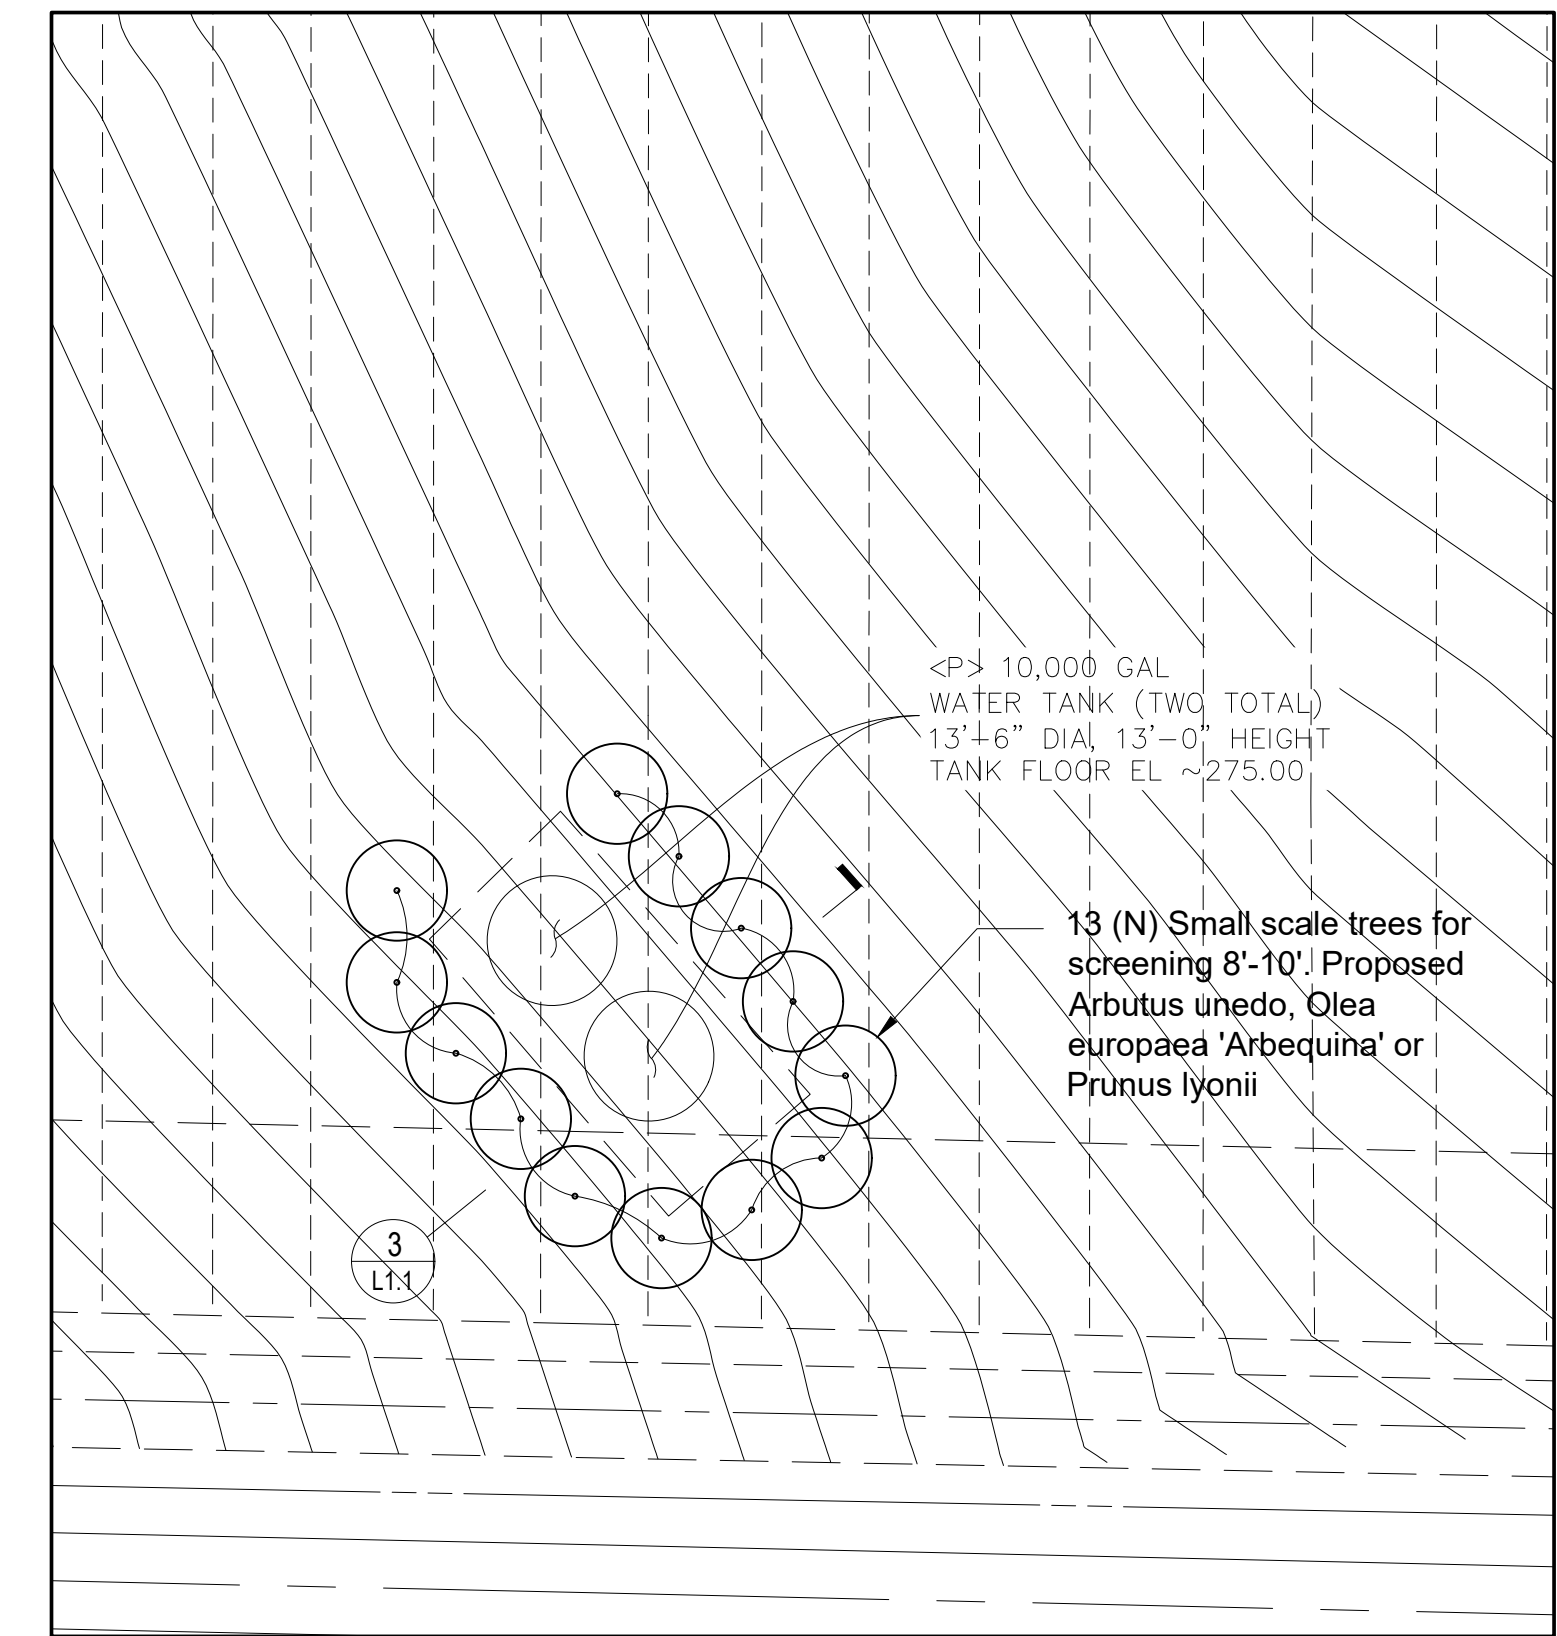 <P> 10,000 GAL
WATER TANK (TWO TOTAL)
13'-6" DIA, 13'-0" HEIGHT
TANK FLOOR EL ~275.00
13 (N) Small scale trees for
screening 8'-10'. Proposed
Arbutus unedo, Olea
europaea 'Arbequina' or
Prunus lyonii
3
L1.1